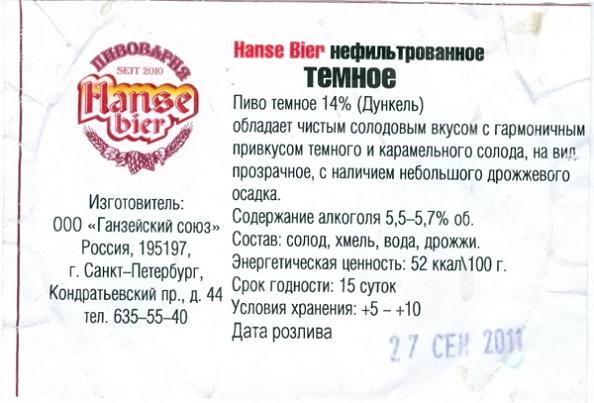 ПИВОВАРНЯ
SEIT 2010
Hanse
bier
Изготовитель:
ООО «Ганзейский союз»
Россия, 195197,
г. Санкт–Петербург,
Кондратьевский пр., д. 44
тел. 635–55–40
Hanse Bier нефильтрованное
темное
Пиво темное 14% (Дункель)
обладает чистым солодовым вкусом с гармоничным
привкусом темного и карамельного солода, на вид
прозрачное, с наличием небольшого дрожжевого
осадка.
Содержание алкоголя 5,5–5,7% об.
Состав: солод, хмель, вода, дрожжи.
Энергетическая ценность: 52 ккал\100 г.
Срок годности: 15 суток
Условия хранения: +5 – +10
Дата розлива
27 СЕН 2011